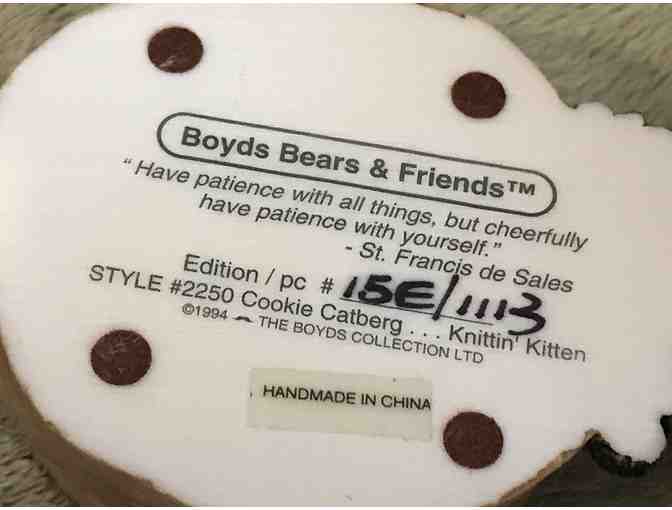 Boyds Bears & Friends™
“Have patience with all things, but cheerfully
have patience with yourself.”
- St. Francis de Sales
Edition / pc # 15E/1113
STYLE #2250 Cookie Catberg . . . Knittin' Kitten
©1994 THE BOYDS COLLECTION LTD
HANDMADE IN CHINA